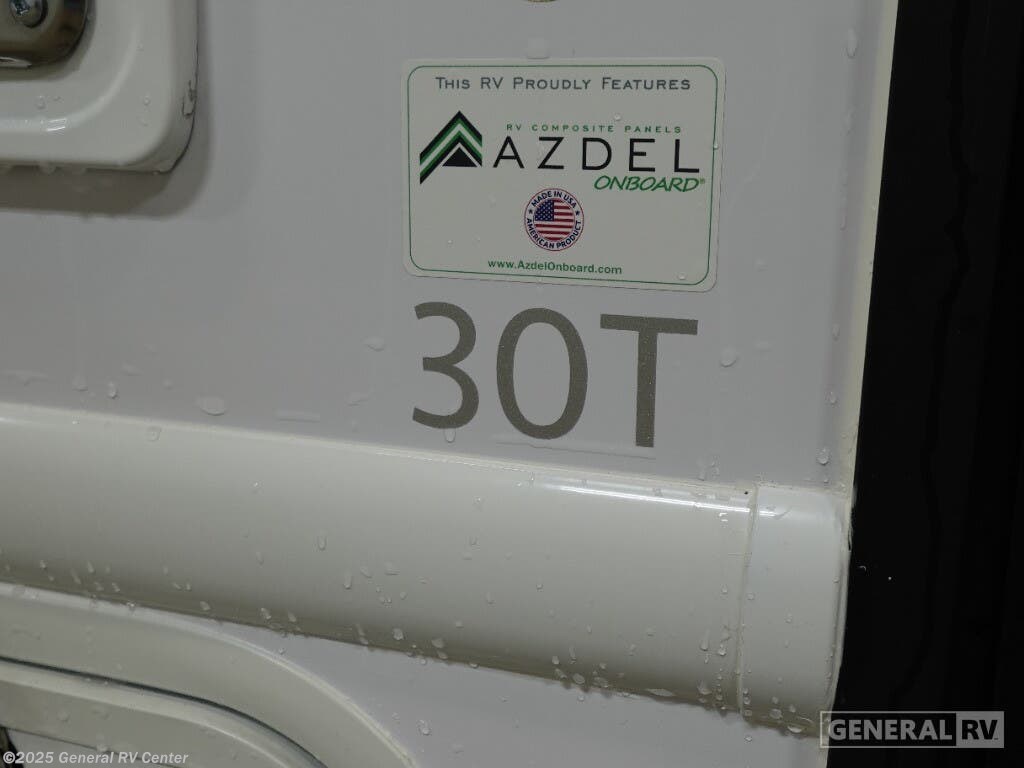 THIS RV PROUDLY FEATURES
RV COMPOSITE PANELS
AZDEL
ONBOARD®
MADE IN USA
AMERICAN PRODUCT
www.AzdelOnboard.com
30T
GENERAL RV
©2025 General RV Center